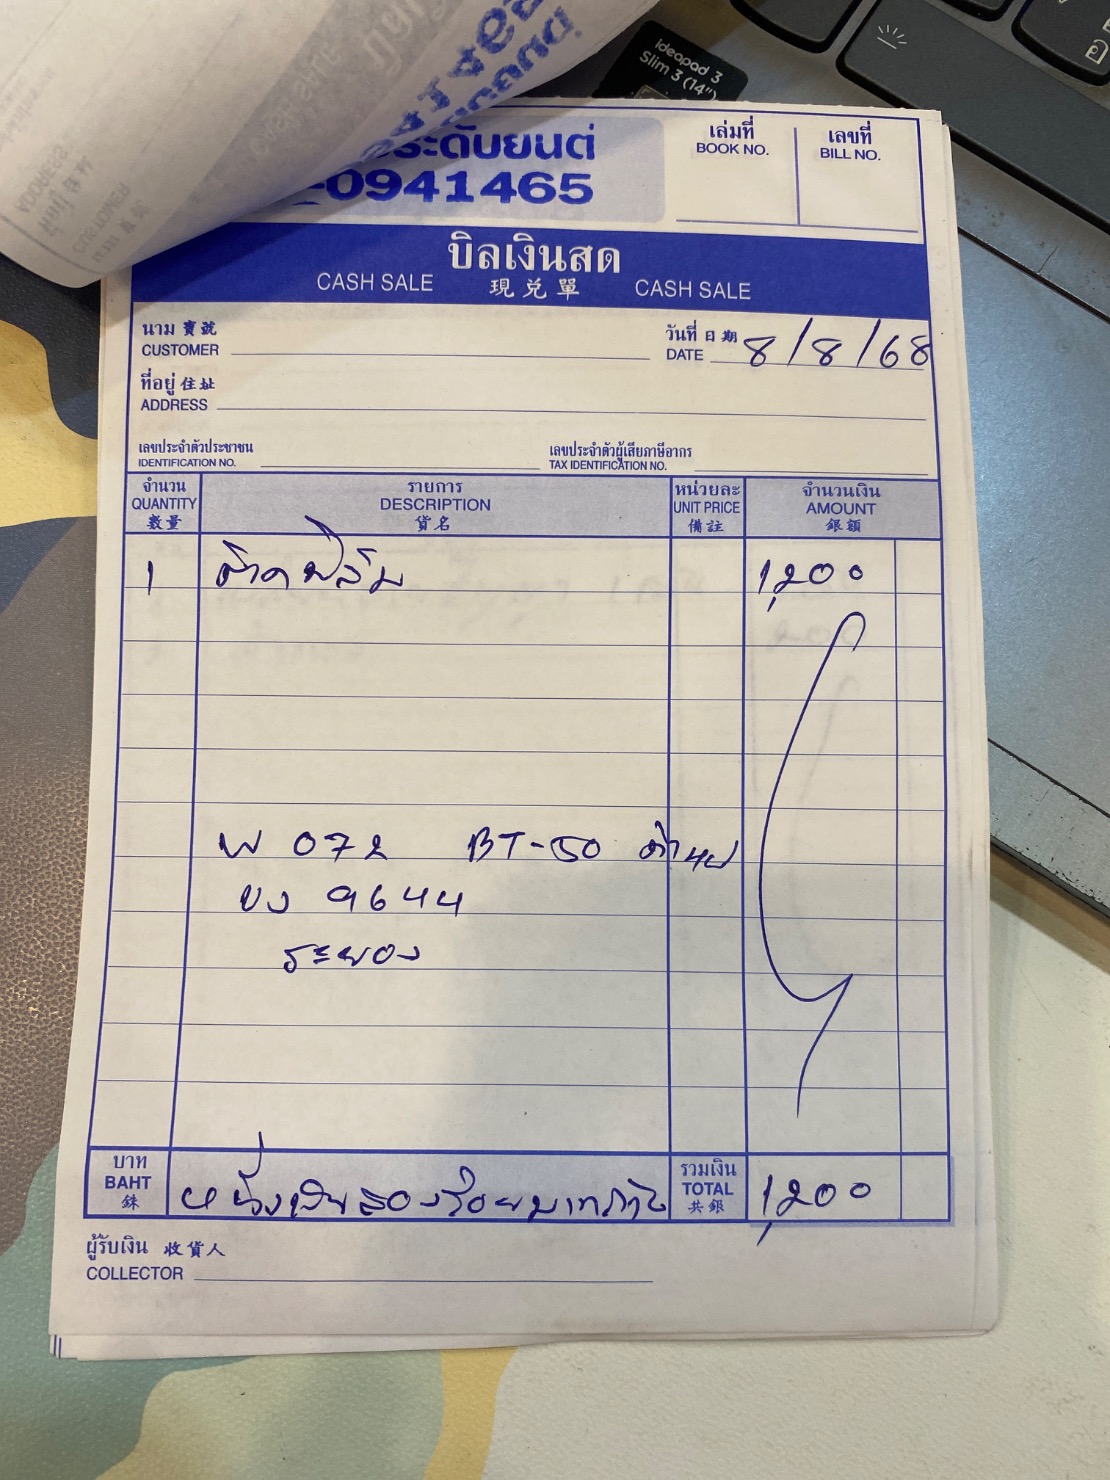 ideapad 3
Slim 3 (14")
ระดับยนต์
-0941465
เล่มที่
BOOK NO.
เลขที่
BILL NO.
บิลเงินสด
CASH SALE 現兌單 CASH SALE
นาม 寶號
CUSTOMER
วันที่ 日期
DATE 8/8/68
ที่อยู่ 住址
ADDRESS
เลขประจำตัวประชาชน
IDENTIFICATION NO.
เลขประจำตัวผู้เสียภาษีอากร
TAX IDENTIFICATION NO.
จำนวน
QUANTITY
數量
รายการ
DESCRIPTION
貨名
หน่วยละ
UNIT PRICE
備註
จำนวนเงิน
AMOUNT
銀額
1 ติดฟิล์ม 1,200
W 072 BT-50
บง 9644
ระยอง
บาท
BAHT
銖
หนึ่งพันสองร้อยบาทถ้วน
รวมเงิน
TOTAL
共銀
1,200
ผู้รับเงิน 收貨人
COLLECTOR